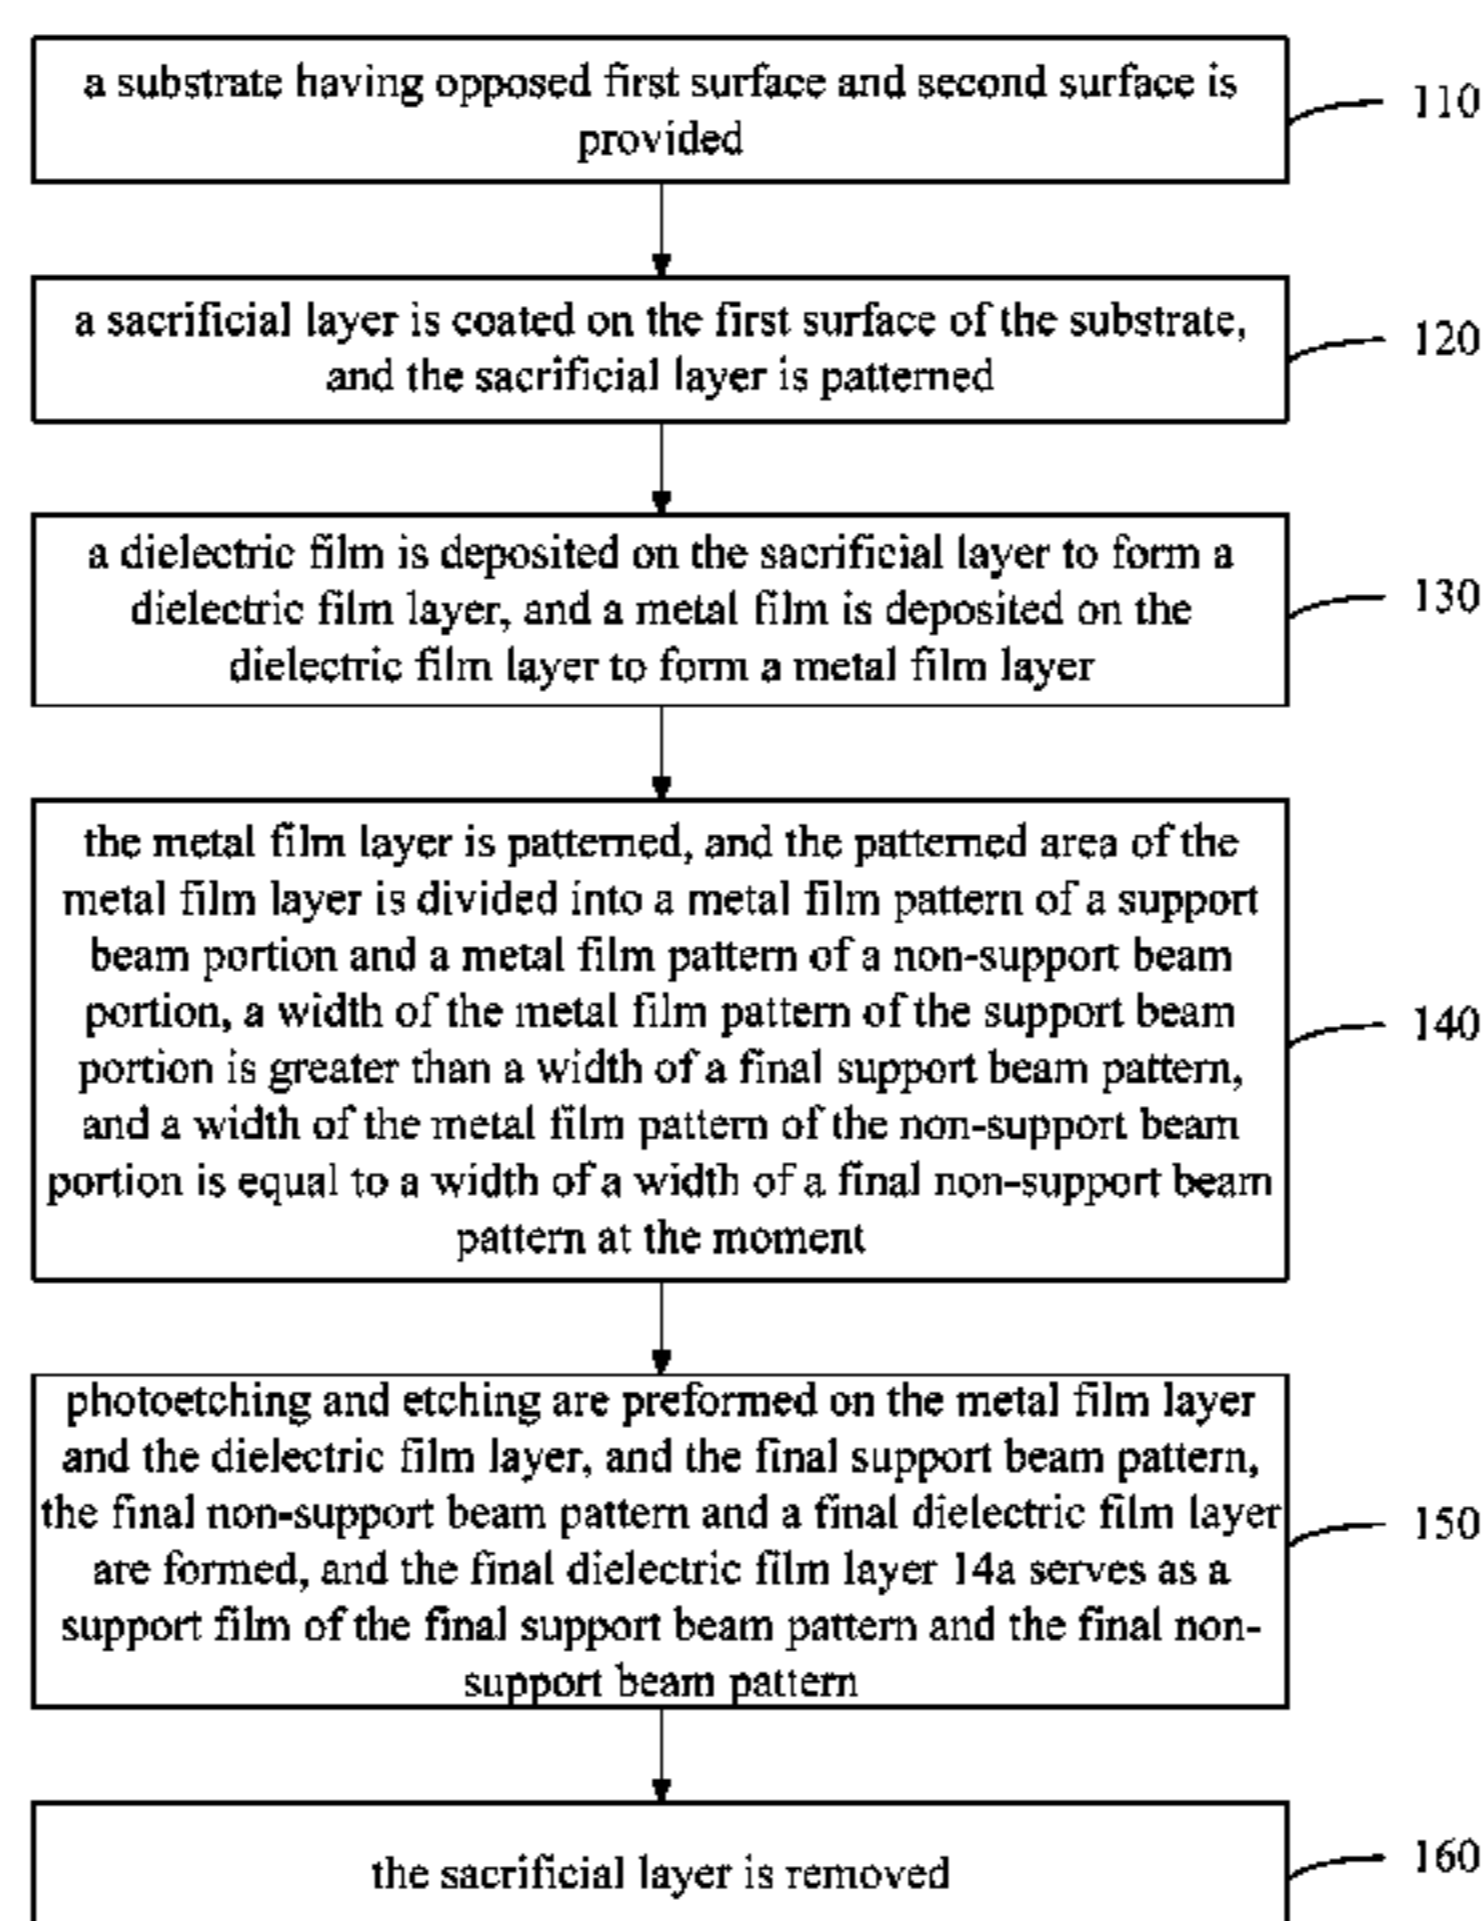 a substrate having opposed first surface and second surface is
provided
110
a sacrificial layer is coated on the first surface of the substrate,
and the sacrificial layer is patterned
120
a dielectric film is deposited on the sacrificial layer to form a
dielectric film layer, and a metal film is deposited on the
dielectric film layer to form a metal film layer
130
the metal film layer is patterned, and the patterned area of the
metal film layer is divided into a metal film pattern of a support
beam portion and a metal film pattern of a non-support beam
portion, a width of the metal film pattern of the support beam
portion is greater than a width of a final support beam pattern,
and a width of the metal film pattern of the non-support beam
portion is equal to a width of a width of a final non-support beam
pattern at the moment
140
photoetching and etching are preformed on the metal film layer
and the dielectric film layer, and the final support beam pattern,
the final non-support beam pattern and a final dielectric film layer
are formed, and the final dielectric film layer 14a serves as a
support film of the final support beam pattern and the final non-
support beam pattern
150
the sacrificial layer is removed
160